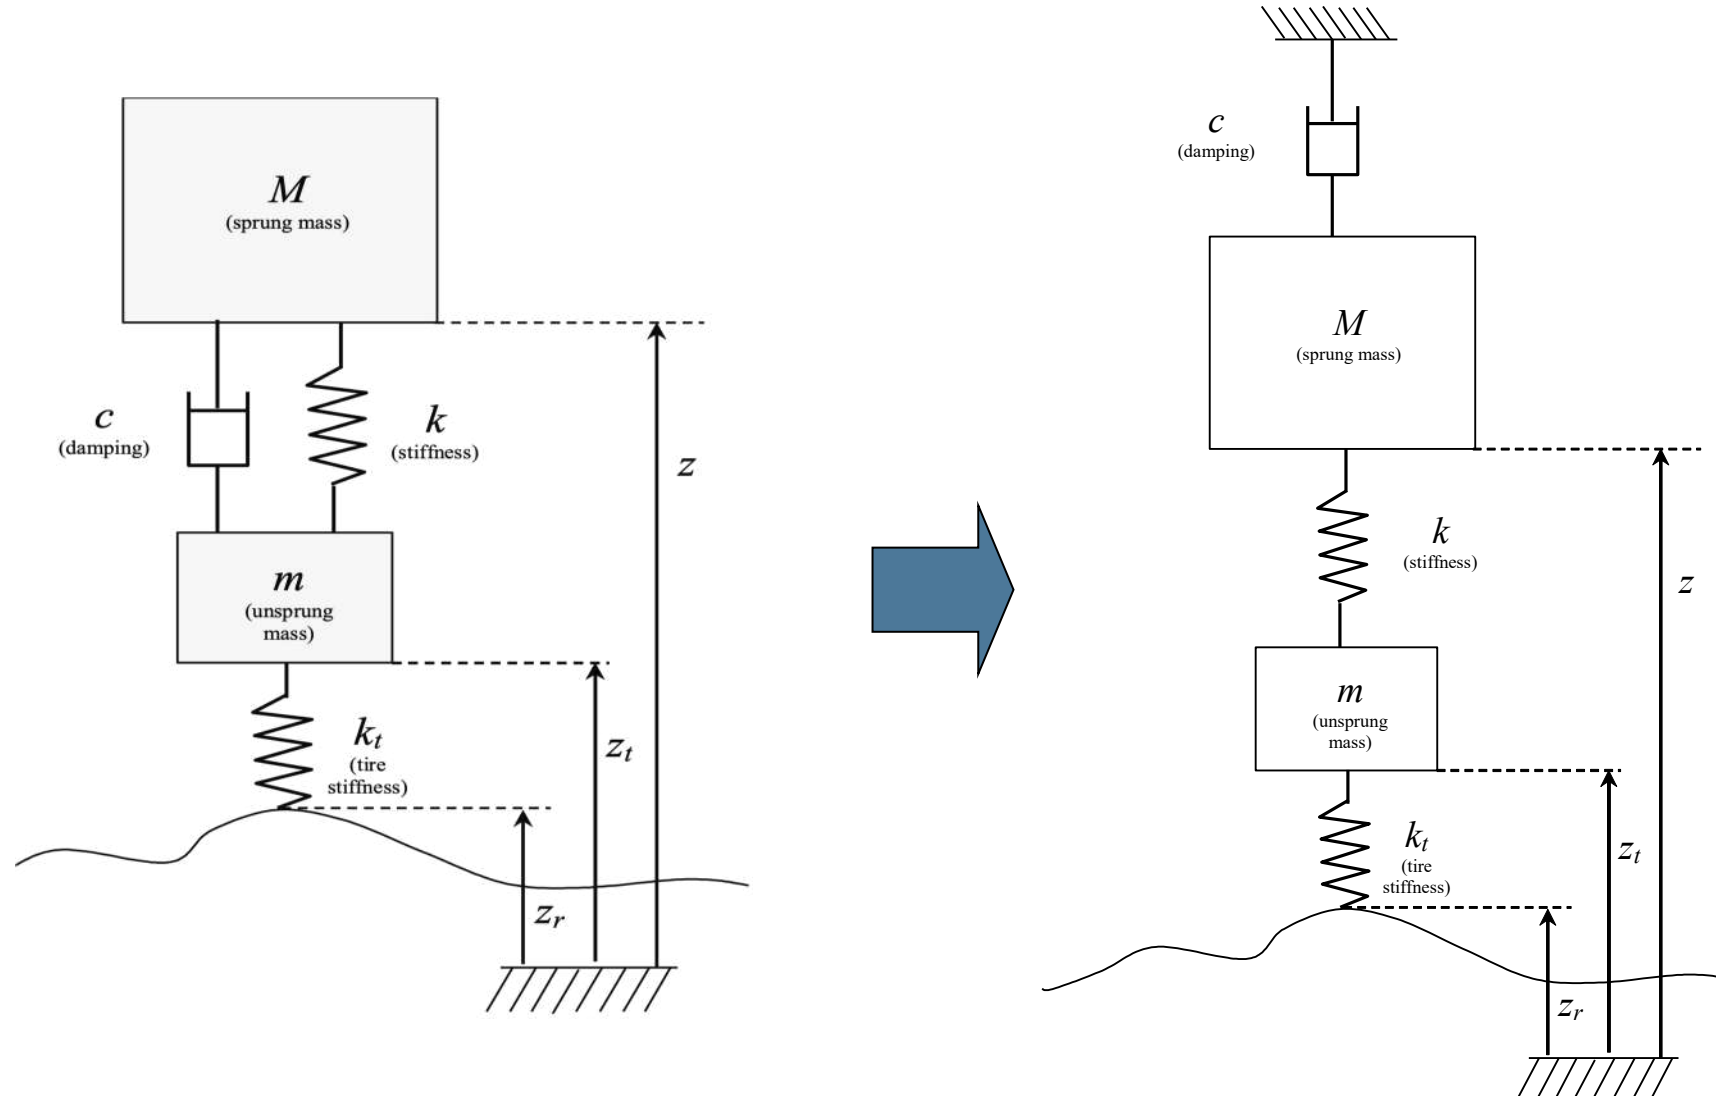 M
(sprung mass)
c
(damping)
k
(stiffness)
z
m
(unsprung
mass)
k_t
(tire
stiffness)
z_t
z_r
c
(damping)
M
(sprung mass)
k
(stiffness)
z
m
(unsprung
mass)
k_t
(tire
stiffness)
z_t
z_r